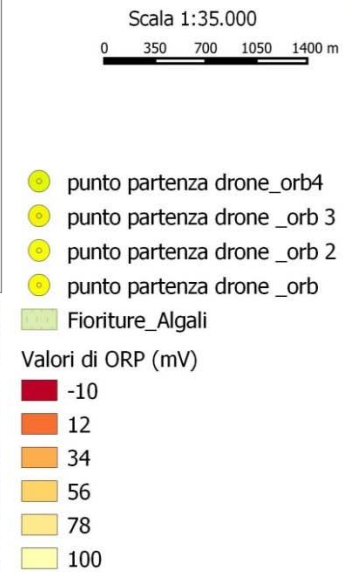 Scala 1:35.000
0 350 700 1050 1400 m
punto partenza drone_orb4
punto partenza drone _orb 3
punto partenza drone _orb 2
punto partenza drone _orb
Fioriture_Algali
Valori di ORP (mV)
-10
12
34
56
78
100